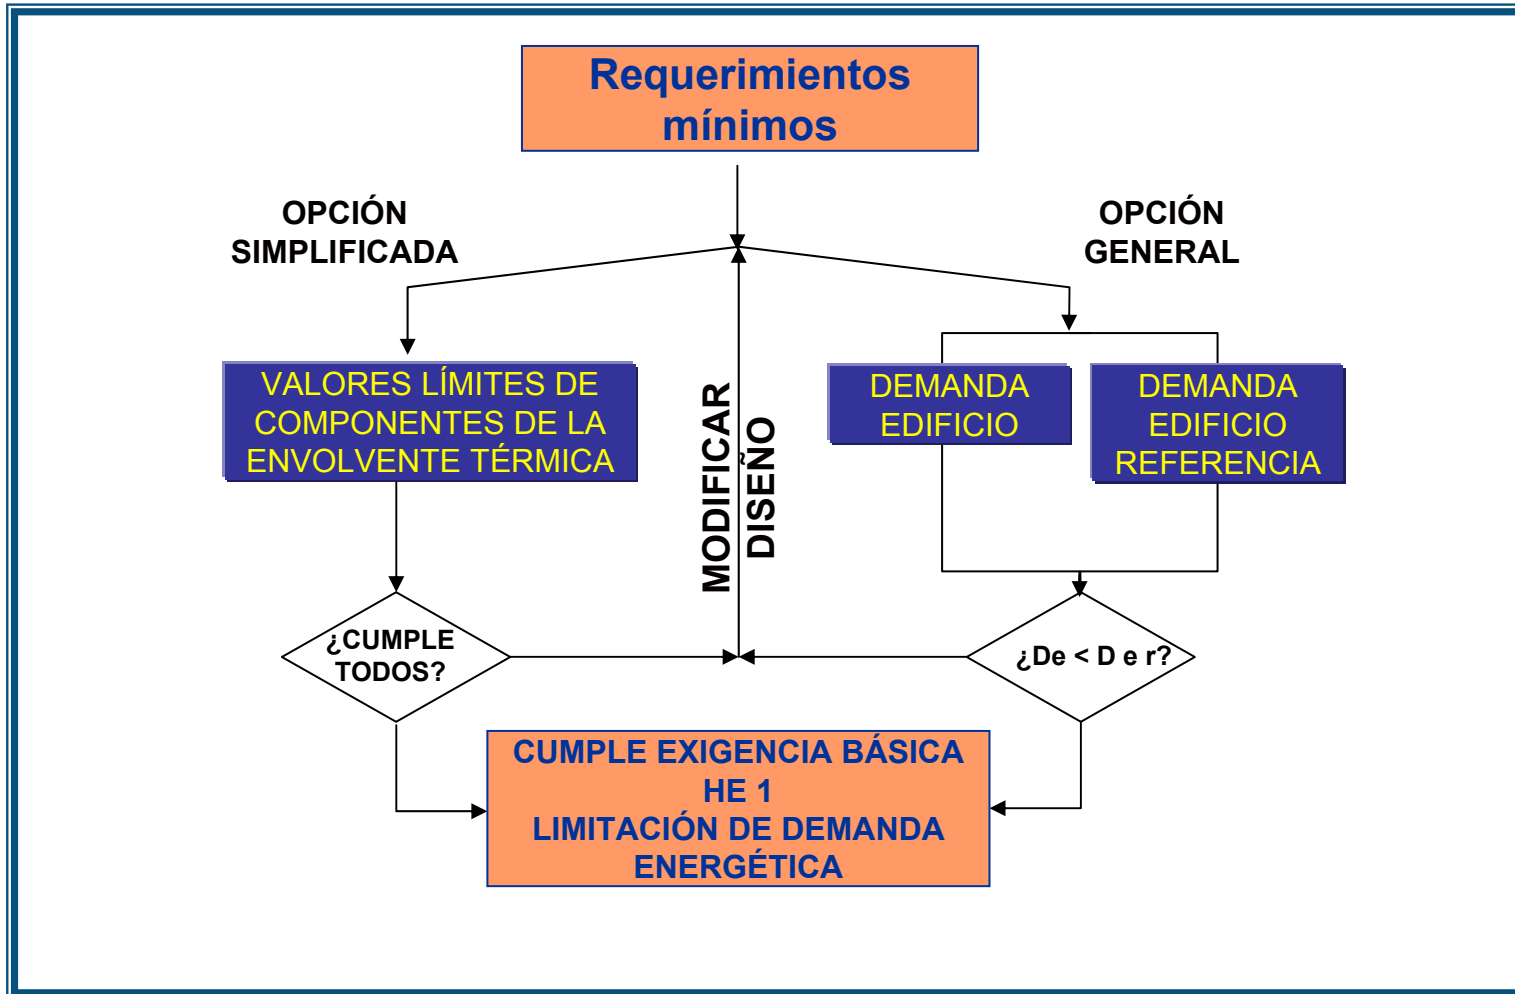 Requerimientos
mínimos
OPCIÓN
SIMPLIFICADA
OPCIÓN
GENERAL
VALORES LÍMITES DE
COMPONENTES DE LA
ENVOLVENTE TÉRMICA
MODIFICAR
DISEÑO
DEMANDA
EDIFICIO
DEMANDA
EDIFICIO
REFERENCIA
¿CUMPLE
TODOS?
¿De < D e r?
CUMPLE EXIGENCIA BÁSICA
HE 1
LIMITACIÓN DE DEMANDA
ENERGÉTICA